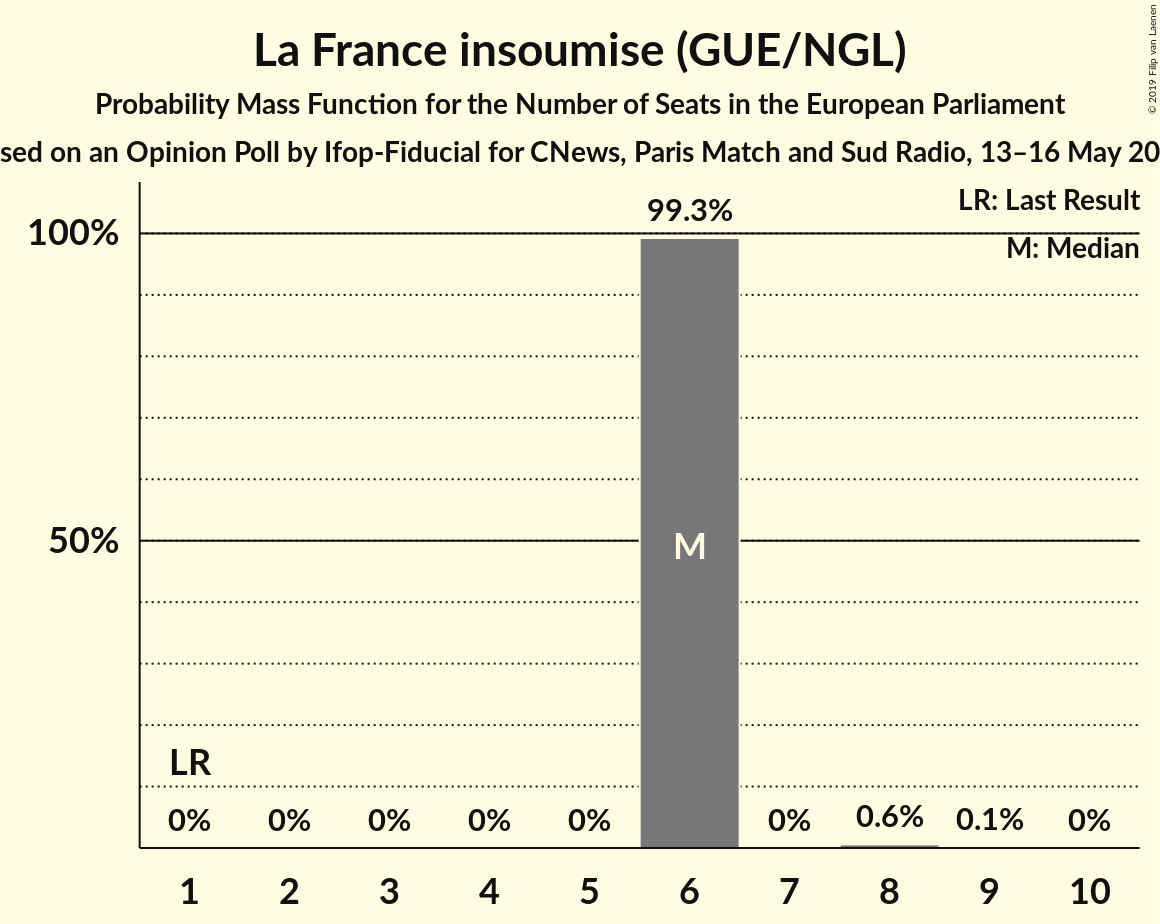 La France insoumise (GUE/NGL)
Probability Mass Function for the Number of Seats in the European Parliament
sed on an Opinion Poll by Ifop-Fiducial for CNews, Paris Match and Sud Radio, 13–16 May 20
© 2019 Filip van Laenen
LR: Last Result
M: Median
99.3%
100%
50%
M
LR
0% 0% 0% 0% 0% 0% 0.6% 0.1% 0%
1 2 3 4 5 6 7 8 9 10